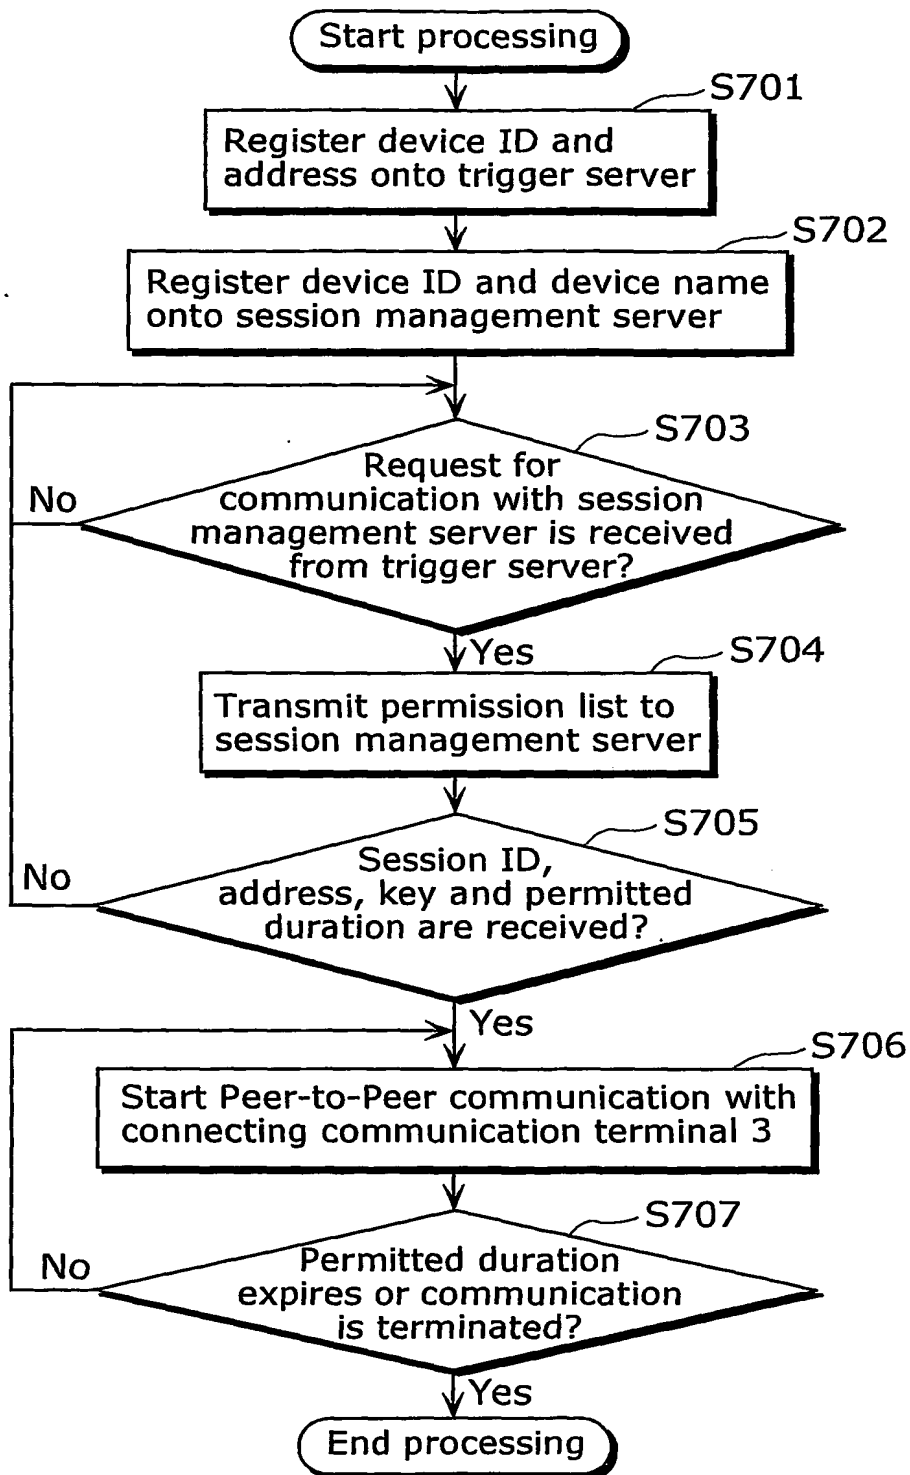 Start processing
S701
Register device ID and
address onto trigger server
S702
Register device ID and device name
onto session management server
S703
Request for
communication with session
management server is received
from trigger server?
No
Yes
S704
Transmit permission list to
session management server
S705
Session ID,
address, key and permitted
duration are received?
No
Yes
S706
Start Peer-to-Peer communication with
connecting communication terminal 3
S707
Permitted duration
expires or communication
is terminated?
No
Yes
End processing